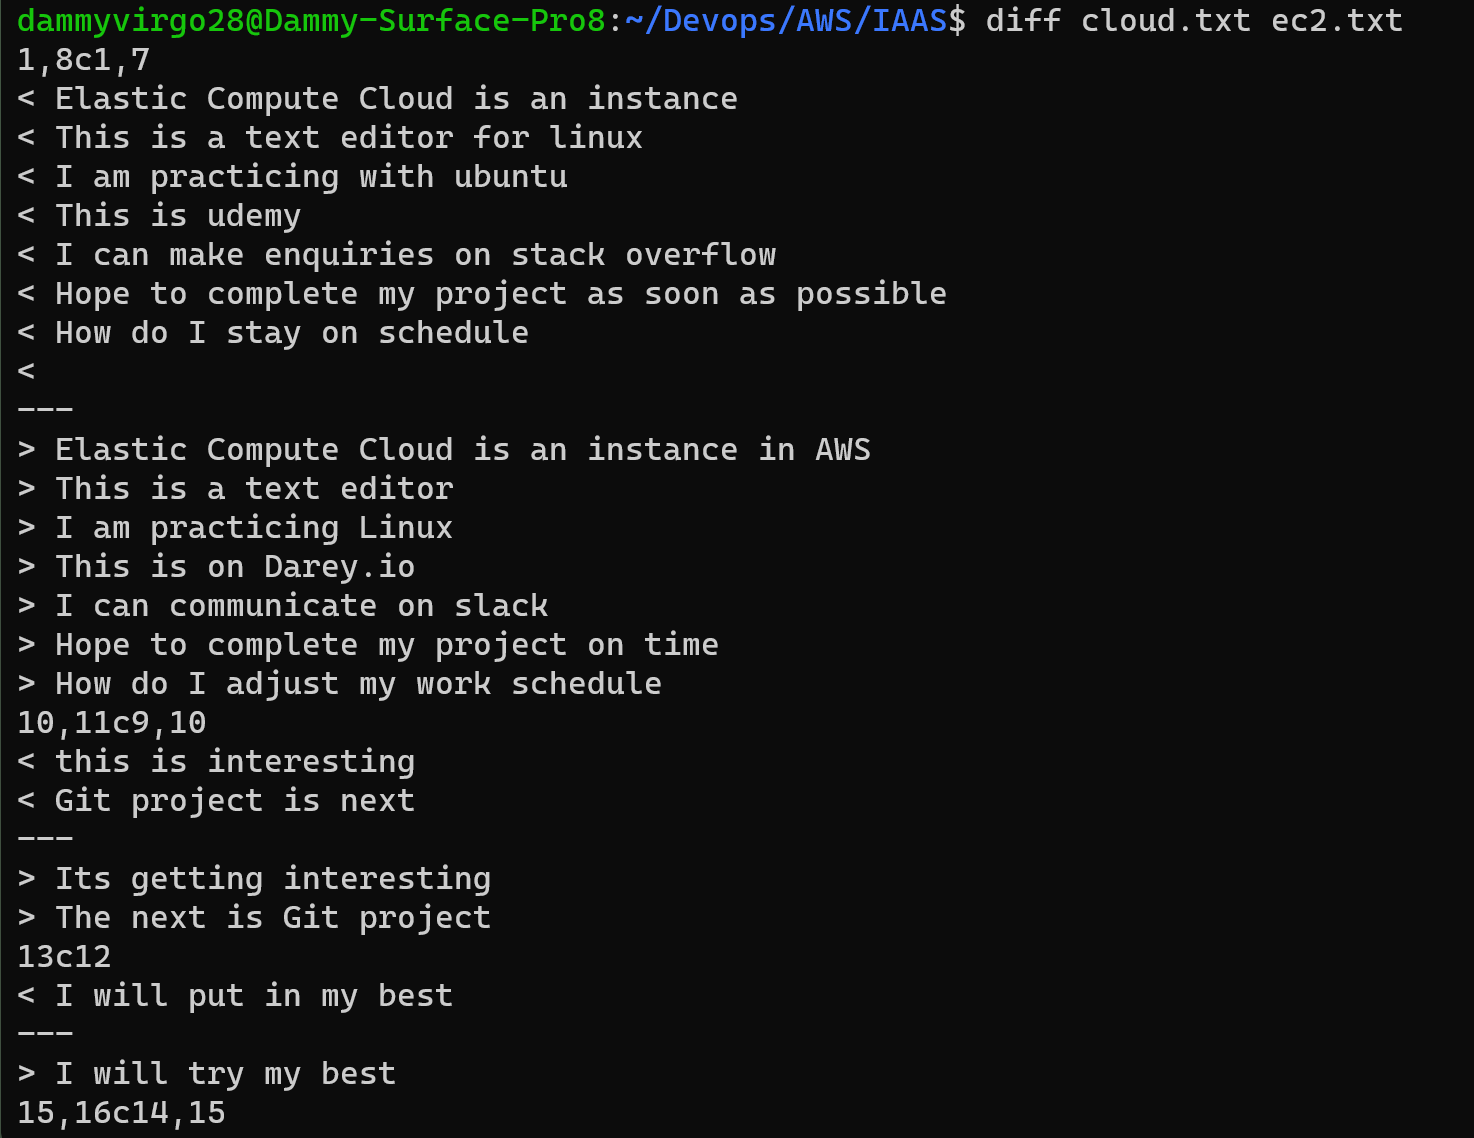 dammyvirgo28@Dammy-Surface-Pro8:~/Devops/AWS/IAAS$ diff cloud.txt ec2.txt
1,8c1,7
< Elastic Compute Cloud is an instance
< This is a text editor for linux
< I am practicing with ubuntu
< This is udemy
< I can make enquiries on stack overflow
< Hope to complete my project as soon as possible
< How do I stay on schedule
<
---
> Elastic Compute Cloud is an instance in AWS
> This is a text editor
> I am practicing Linux
> This is on Darey.io
> I can communicate on slack
> Hope to complete my project on time
> How do I adjust my work schedule
10,11c9,10
< this is interesting
< Git project is next
---
> Its getting interesting
> The next is Git project
13c12
< I will put in my best
---
> I will try my best
15,16c14,15